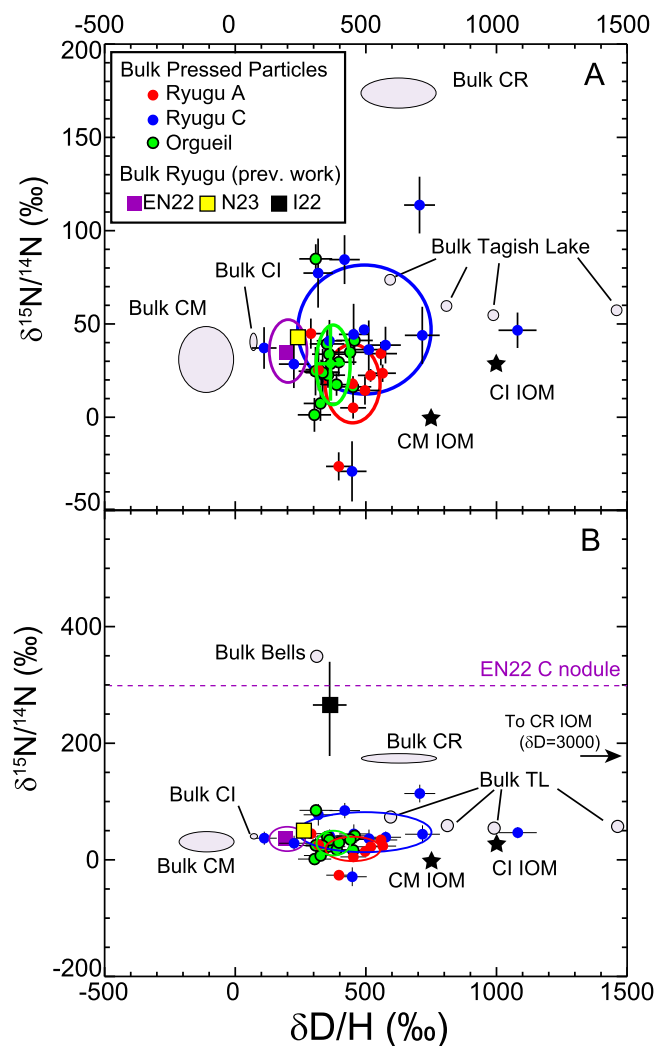 -500 0 500 1000 1500
200
150
100
50
0
-50
δ15N/14N (‰)
A
Bulk Pressed Particles
Ryugu A
Ryugu C
Orgueil
Bulk Ryugu (prev. work)
EN22 N23 I22
Bulk CR
Bulk Tagish Lake
Bulk CI
Bulk CM
CI IOM
CM IOM
B
400
200
0
-200
δ15N/14N (‰)
Bulk Bells
EN22 C nodule
To CR IOM
(δD=3000)
Bulk CR
Bulk TL
Bulk CI
Bulk CM
CM IOM
CI IOM
-500 0 500 1000 1500
δD/H (‰)